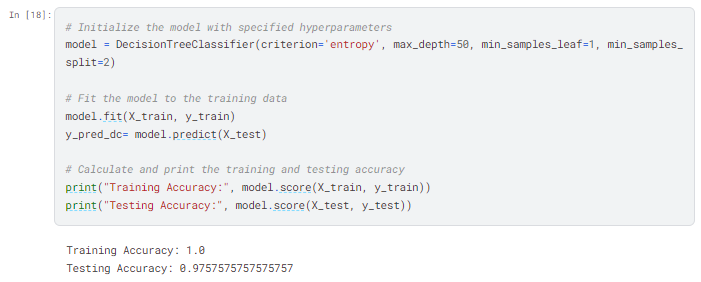 In [18]:
# Initialize the model with specified hyperparameters
model = DecisionTreeClassifier(criterion='entropy', max_depth=50, min_samples_leaf=1, min_samples_
split=2)
# Fit the model to the training data
model.fit(X_train, y_train)
y_pred_dc= model.predict(X_test)
# Calculate and print the training and testing accuracy
print("Training Accuracy:", model.score(X_train, y_train))
print("Testing Accuracy:", model.score(X_test, y_test))
Training Accuracy: 1.0
Testing Accuracy: 0.9757575757575757